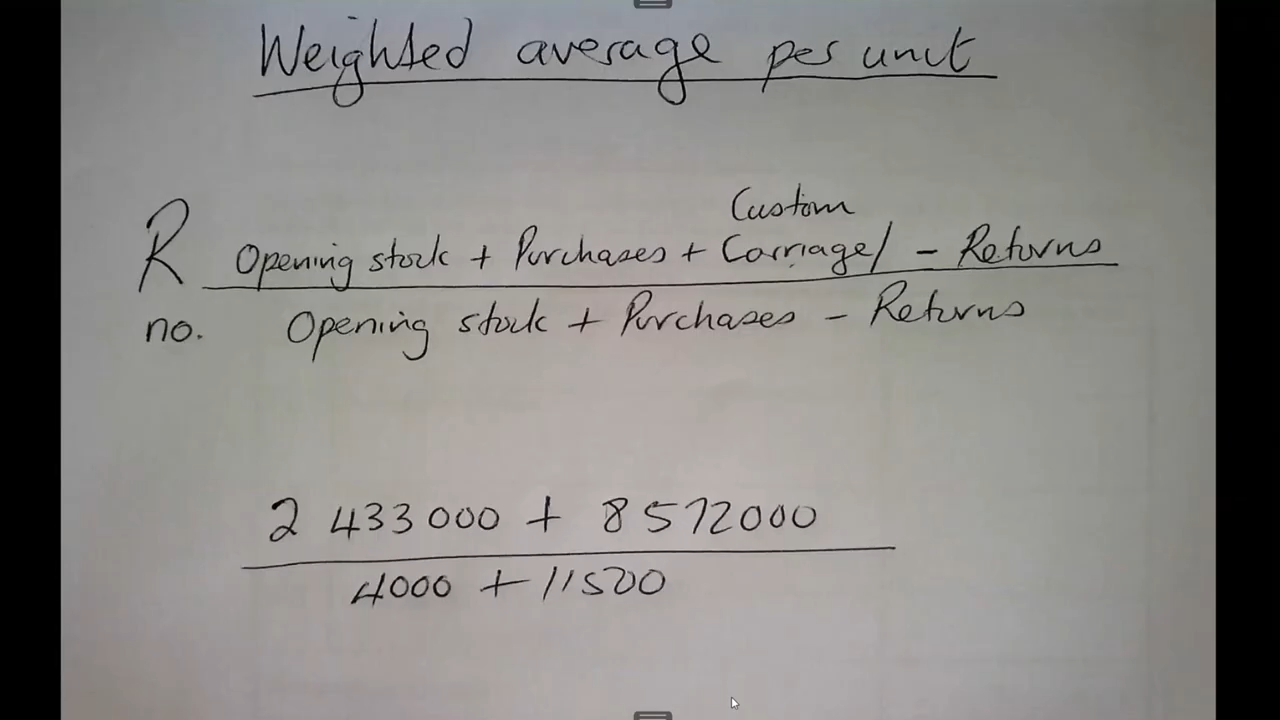 Weighted average per unit
Custom
R Opening stock + Purchases + Carriage/ - Returns
no. Opening stock + Purchases - Returns
2 433 000 + 8 572000
4000 + 11500